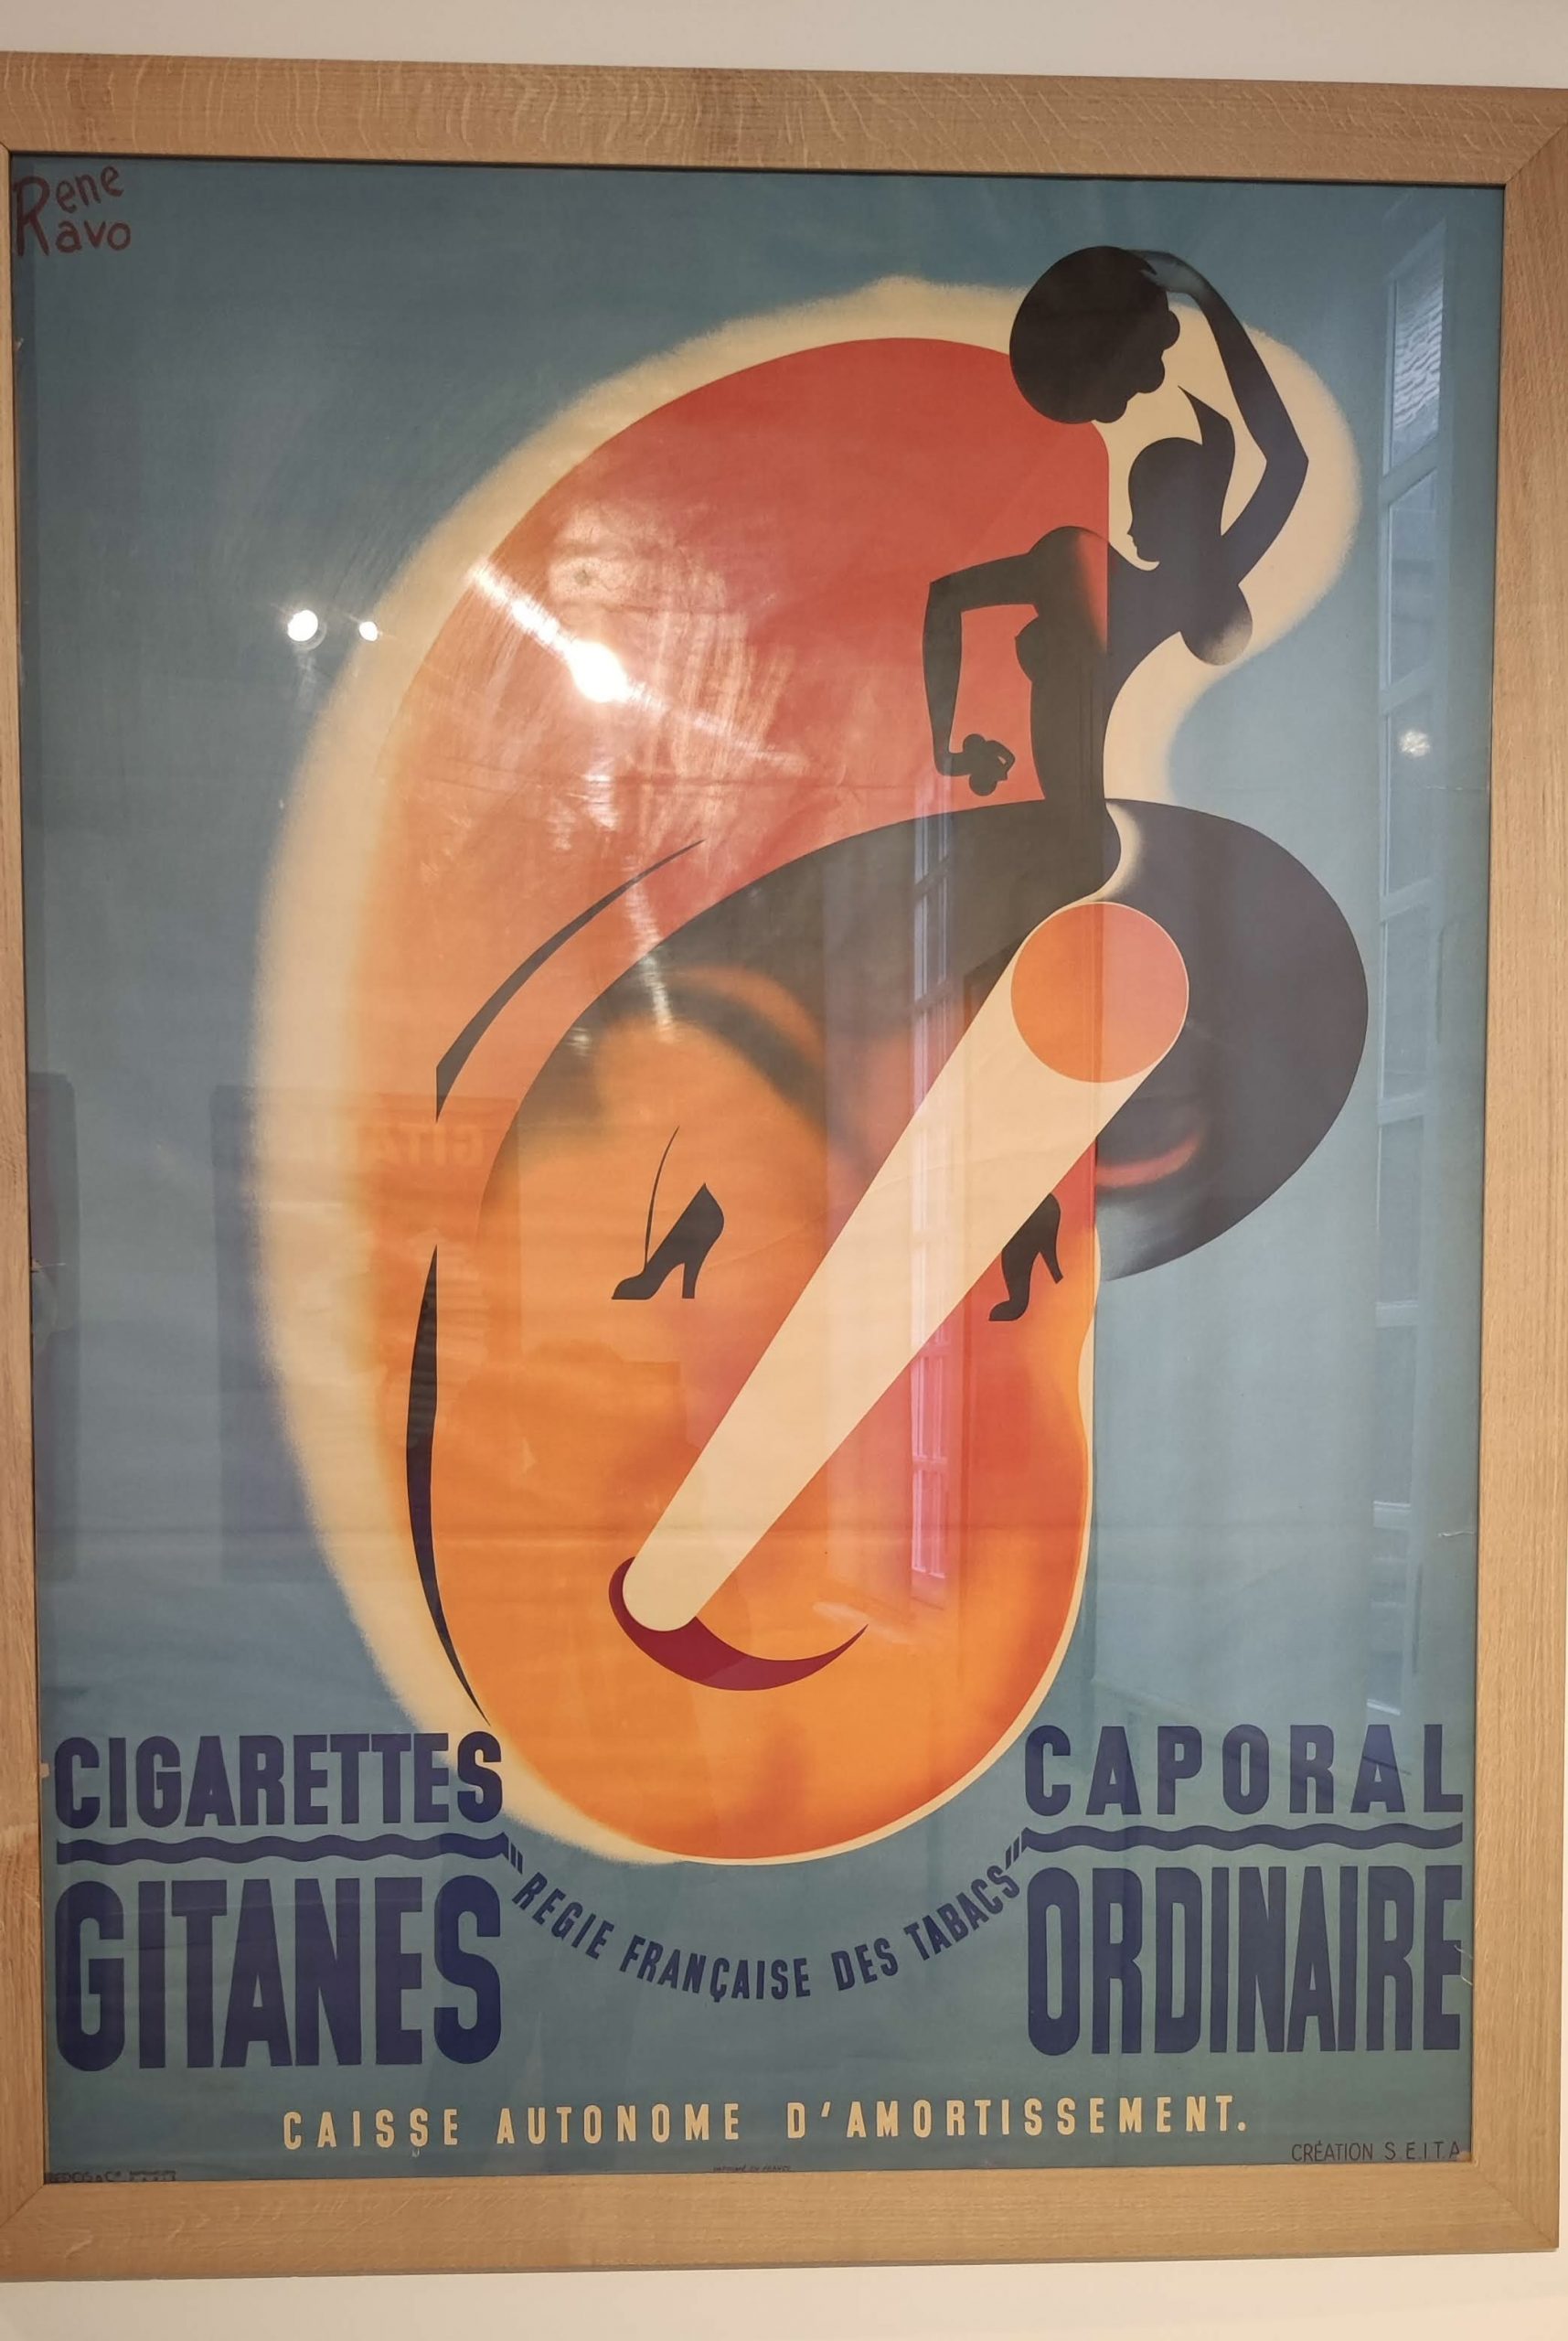 Rene
Ravo
CIGARETTES
GITANES
REGIE FRANÇAISE DES TABACS
CAPORAL
ORDINAIRE
CAISSE AUTONOME D'AMORTISSEMENT.
CRÉATION S.E.I.T.A